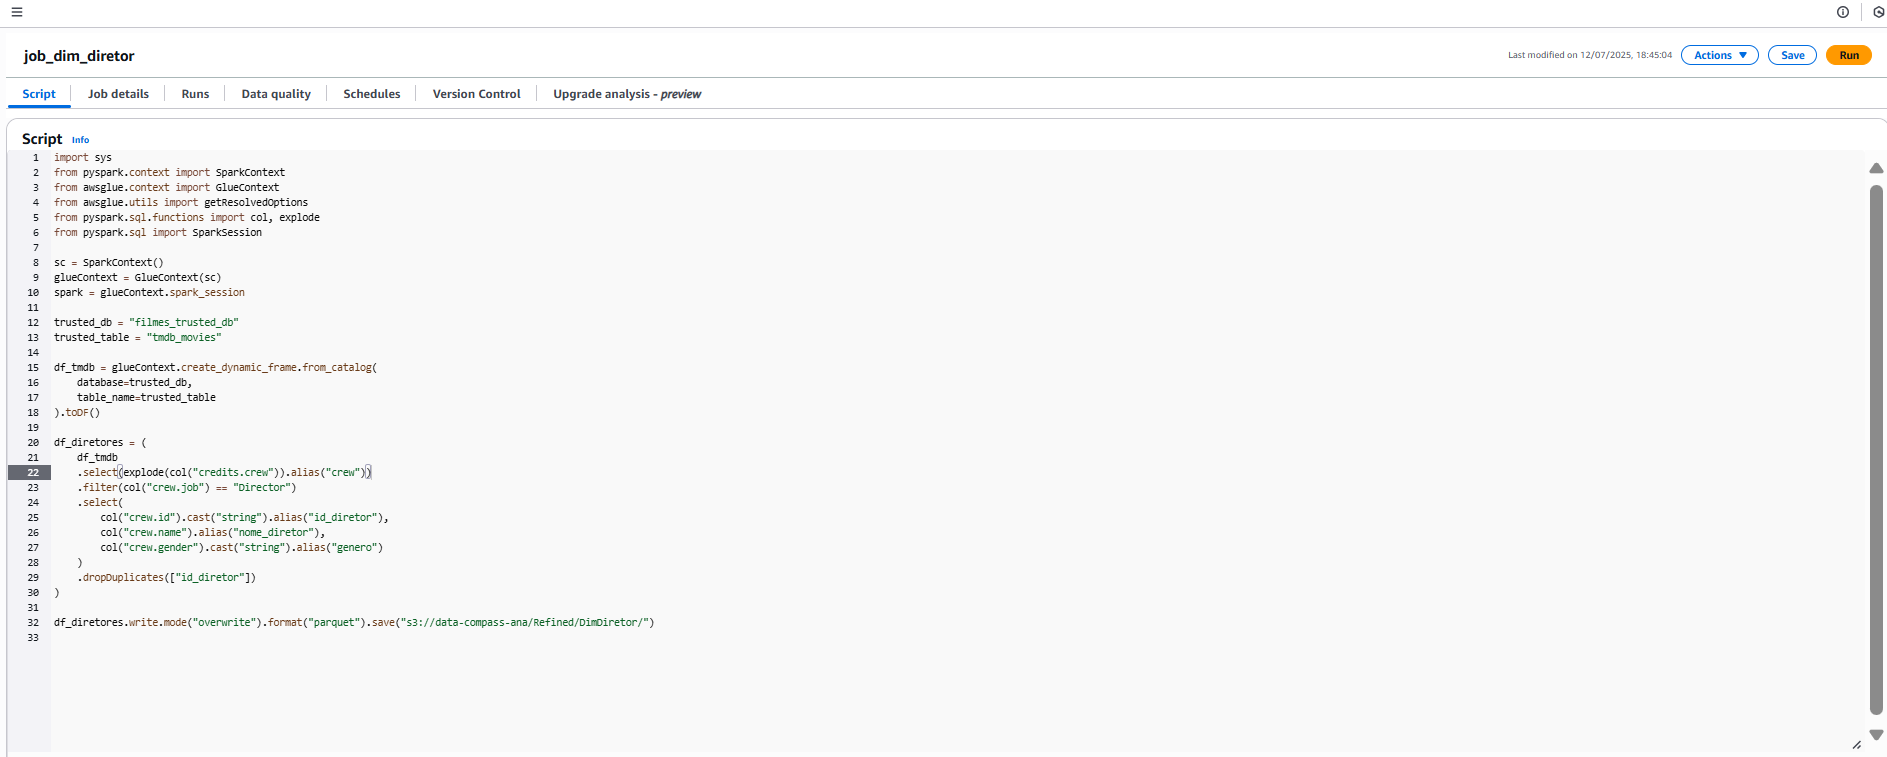 job_dim_diretor
Last modified on 12/07/2025, 18:45:04 Actions Save Run
Script Job details Runs Data quality Schedules Version Control Upgrade analysis - preview
Script Info
1 import sys
2 from pyspark.context import SparkContext
3 from awsglue.context import GlueContext
4 from awsglue.utils import getResolvedOptions
5 from pyspark.sql.functions import col, explode
6 from pyspark.sql import SparkSession
7
8 sc = SparkContext()
9 glueContext = GlueContext(sc)
10 spark = glueContext.spark_session
11
12 trusted_db = "filmes_trusted_db"
13 trusted_table = "tmdb_movies"
14
15 df_tmdb = glueContext.create_dynamic_frame.from_catalog(
16     database=trusted_db,
17     table_name=trusted_table
18 ).toDF()
19
20 df_diretores = (
21     df_tmdb
22     .select(explode(col("credits.crew")).alias("crew"))
23     .filter(col("crew.job") == "Director")
24     .select(
25         col("crew.id").cast("string").alias("id_diretor"),
26         col("crew.name").alias("nome_diretor"),
27         col("crew.gender").cast("string").alias("genero")
28     )
29     .dropDuplicates(["id_diretor"])
30 )
31
32 df_diretores.write.mode("overwrite").format("parquet").save("s3://data-compass-ana/Refined/DimDiretor/")
33